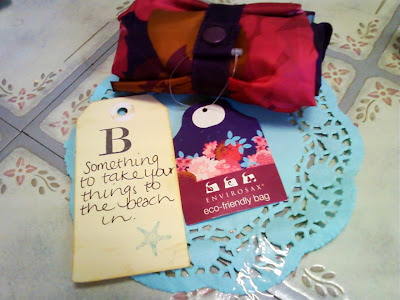 B
Something
to take your
things to
the beach
in.
ENVIROSAX®
eco-friendly bag